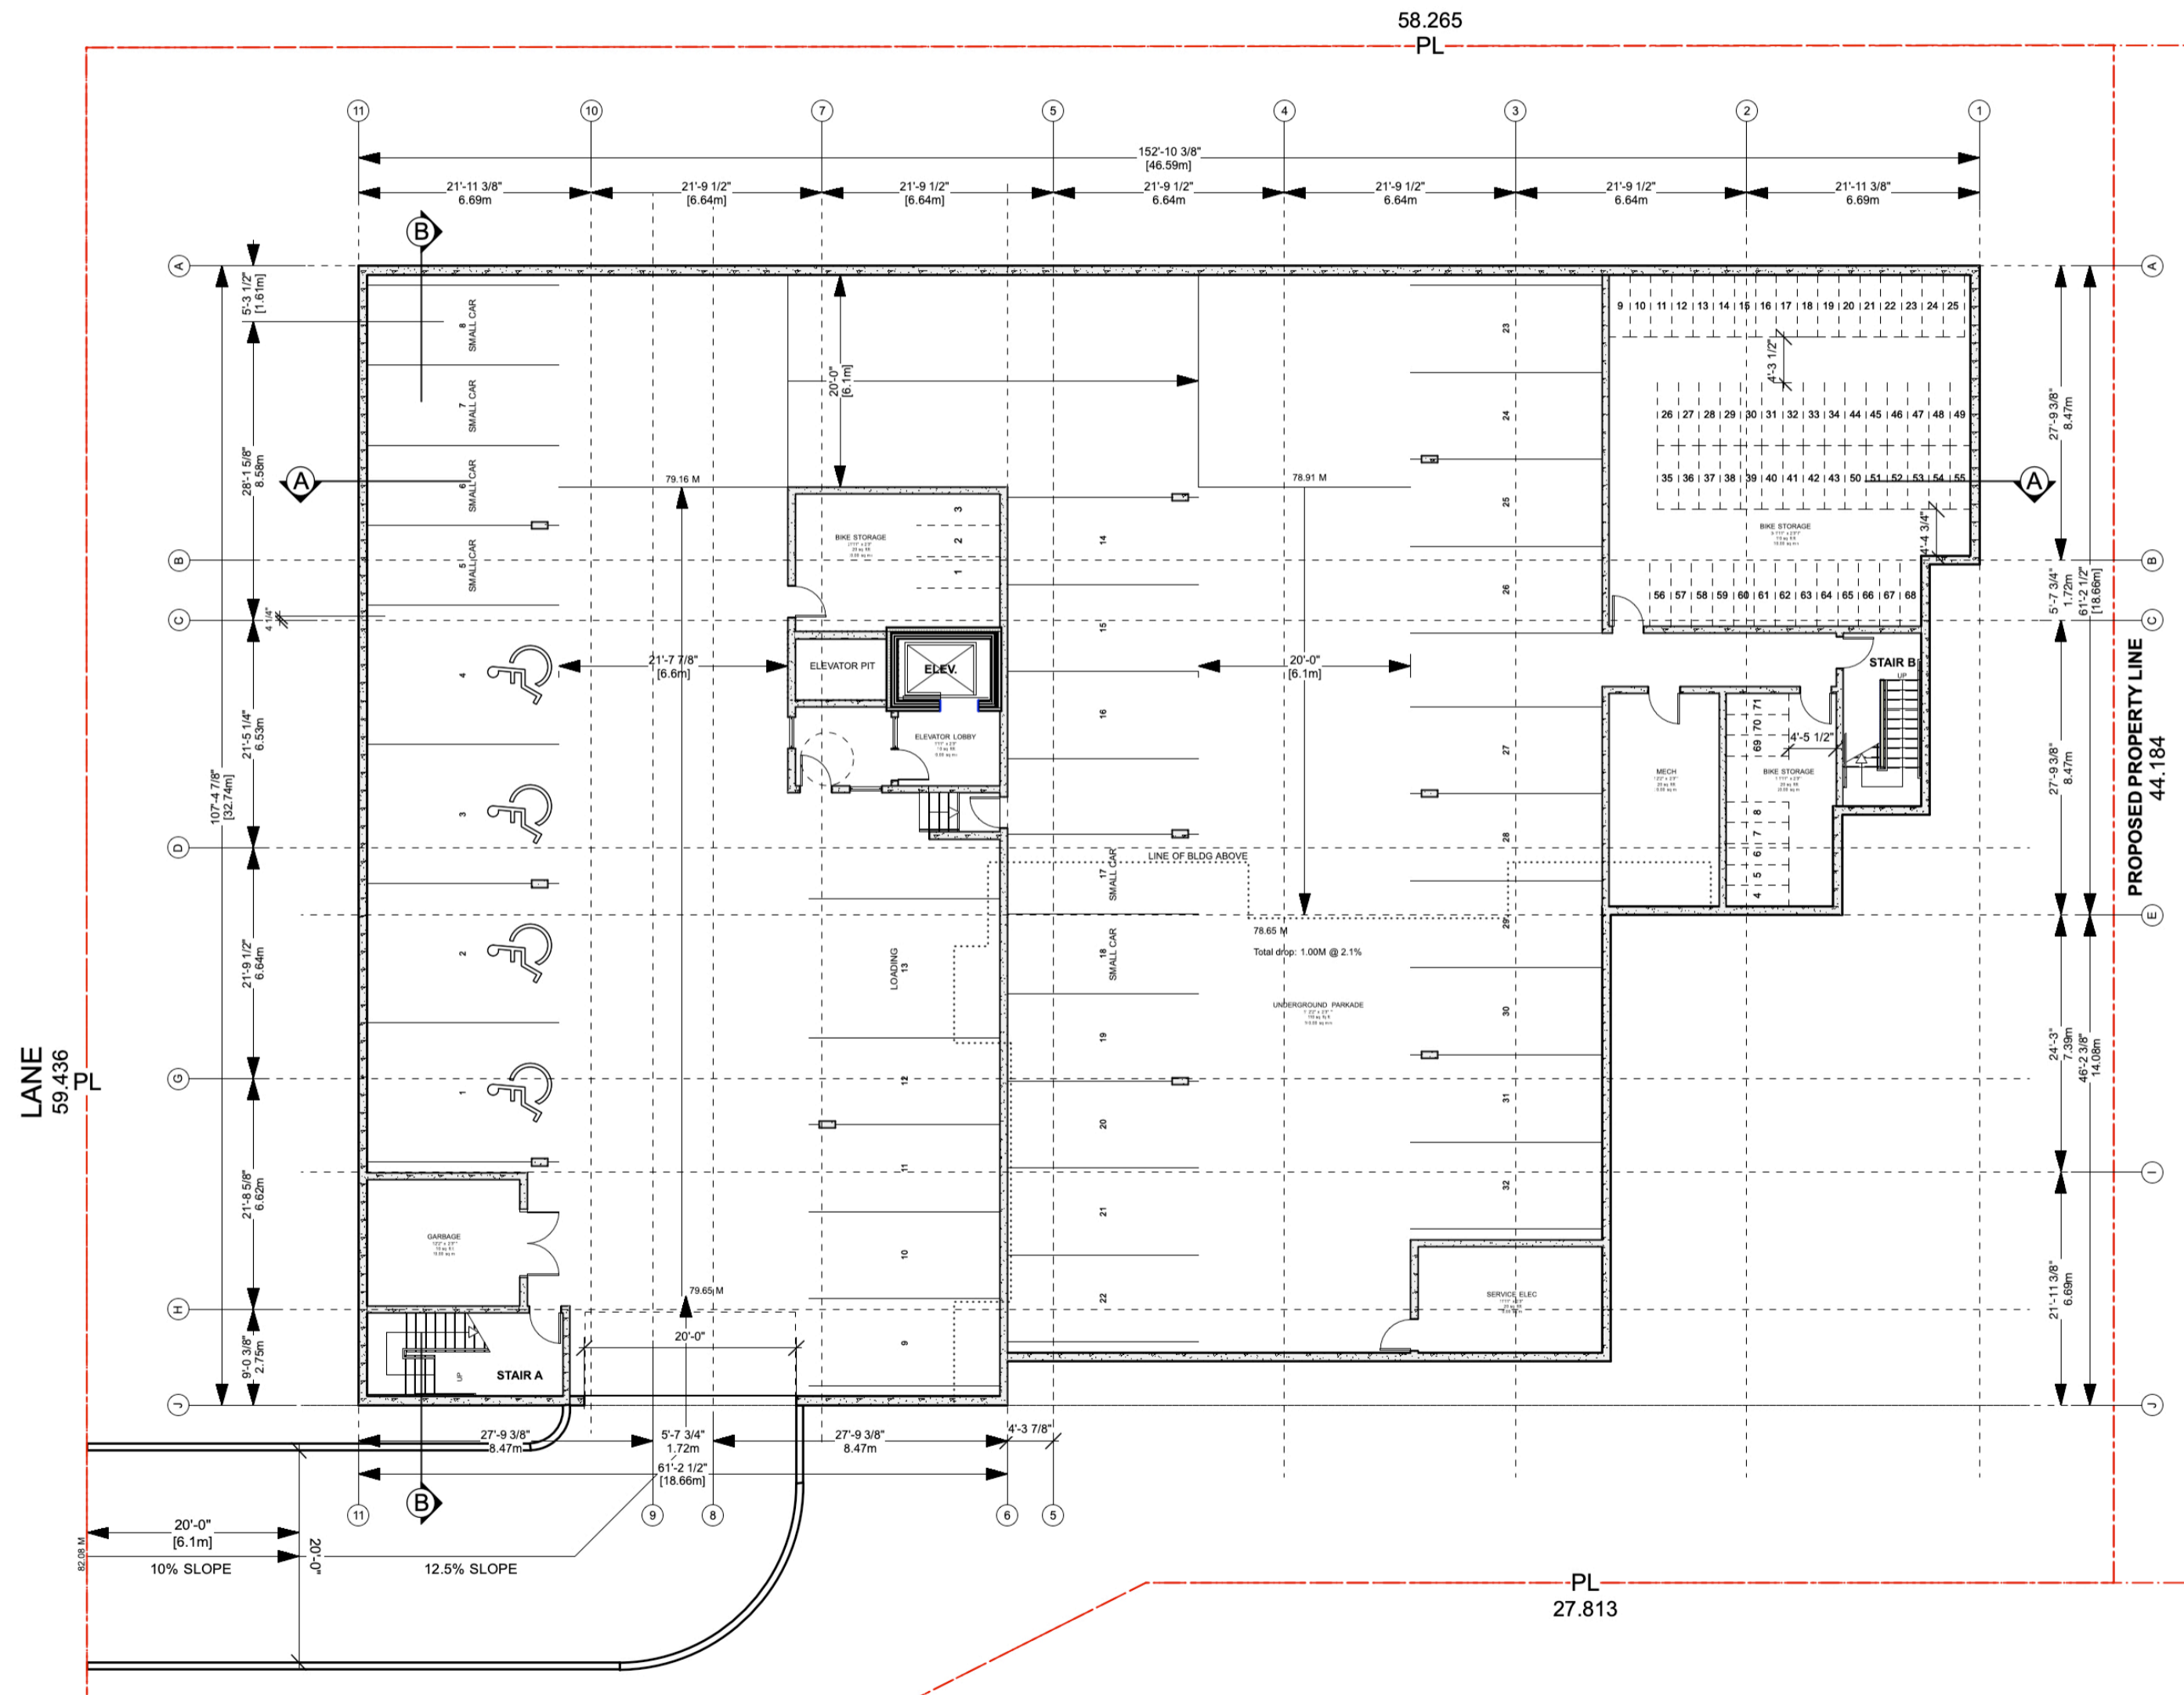 58.265
PL
11
10
7
5
4
3
2
1
152'-10 3/8"
[46.59m]
21'-11 3/8"
6.69m
21'-9 1/2"
[6.64m]
21'-9 1/2"
[6.64m]
21'-9 1/2"
6.64m
21'-9 1/2"
6.64m
21'-9 1/2"
6.64m
21'-11 3/8"
6.69m
B
A
A
5'-3 1/2"
[1.61m]
28'-1 5/8"
8.58m
4 1/4"
21'-5 1/4"
6.53m
107'-4 7/8"
[32.74m]
21'-9 1/2"
6.64m
21'-8 5/8"
6.62m
9'-0 3/8"
2.75m
A
B
C
D
G
H
J
LANE
59.436
PL
8
SMALL CAR
7
SMALL CAR
6
SMALL CAR
5
SMALL CAR
4
3
2
1
20'-0"
[6.1m]
79.16 M
BIKE STORAGE
3
2
1
21'-7 7/8"
[6.6m]
ELEVATOR PIT
ELEV.
ELEVATOR LOBBY
LOADING
13
12
11
10
9
GARBAGE
STAIR A
UP
79.65 M
20'-0"
14
15
16
17
SMALL CAR
18
SMALL CAR
19
20
21
22
78.91 M
20'-0"
[6.1m]
LINE OF BLDG ABOVE
78.65 M
Total drop: 1.00M @ 2.1%
UNDERGROUND PARKADE
23
24
25
26
27
28
29
30
31
32
SERVICE ELEC
9 10 11 12 13 14 15 16 17 18 19 20 21 22 23 24 25
4'-3 1/2"
26 27 28 29 30 31 32 33 34 44 45 46 47 48 49
35 36 37 38 39 40 41 42 43 50 51 52 53 54 55
BIKE STORAGE
4'-4 3/4"
56 57 58 59 60 61 62 63 64 65 66 67 68
STAIR B
UP
MECH
69 70 71
4'-5 1/2"
BIKE STORAGE
4 5 6 7 8
A
27'-9 3/8"
8.47m
5'-7 3/4"
1.72m
61'-2 1/2"
[18.66m]
27'-9 3/8"
8.47m
24'-3"
7.39m
46'-2 3/8"
14.08m
21'-11 3/8"
6.69m
A
B
C
E
I
J
PROPOSED PROPERTY LINE
44.184
27'-9 3/8"
8.47m
5'-7 3/4"
1.72m
27'-9 3/8"
8.47m
4'-3 7/8"
61'-2 1/2"
[18.66m]
B
11
9
8
6
5
82.08 M
20'-0"
[6.1m]
20'-0"
10% SLOPE
12.5% SLOPE
PL
27.813